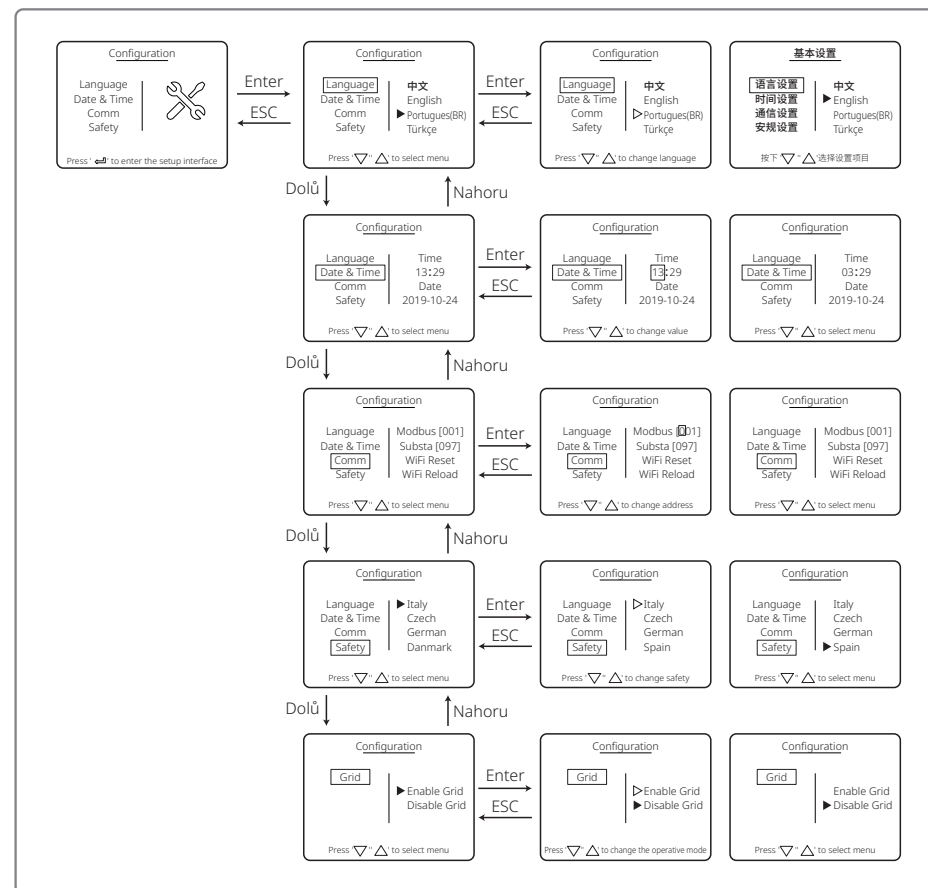 Configuration
Language
Date & Time
Comm
Safety
Press ' ' to enter the setup interface
Enter
ESC
Configuration
Language
Date & Time
Comm
Safety
中文
English
▶Portugues(BR)
Türkçe
Press '▽" △' to select menu
Enter
ESC
Configuration
Language
Date & Time
Comm
Safety
中文
English
▷Portugues(BR)
Türkçe
Press '▽" △' to change language
基本设置
语言设置
时间设置
通信设置
安规设置
中文
▶English
Portugues(BR)
Türkçe
按下'▽" △'选择设置项目
Dolů
Nahoru
Configuration
Language
Date & Time
Comm
Safety
Time
13:29
Date
2019-10-24
Press '▽" △' to select menu
Enter
ESC
Configuration
Language
Date & Time
Comm
Safety
Time
13:29
Date
2019-10-24
Press '▽" △' to change value
Configuration
Language
Date & Time
Comm
Safety
Time
03:29
Date
2019-10-24
Press '▽" △' to select menu
Dolů
Nahoru
Configuration
Language
Date & Time
Comm
Safety
Modbus [001]
Substa [097]
WiFi Reset
WiFi Reload
Press '▽" △' to select menu
Enter
ESC
Configuration
Language
Date & Time
Comm
Safety
Modbus [001]
Substa [097]
WiFi Reset
WiFi Reload
Press '▽" △' to change address
Configuration
Language
Date & Time
Comm
Safety
Modbus [001]
Substa [097]
WiFi Reset
WiFi Reload
Press '▽" △' to select menu
Dolů
Nahoru
Configuration
Language
Date & Time
Comm
Safety
▶Italy
Czech
German
Danmark
Press '▽" △' to select menu
Enter
ESC
Configuration
Language
Date & Time
Comm
Safety
▷Italy
Czech
German
Spain
Press '▽" △' to change safety
Configuration
Language
Date & Time
Comm
Safety
Italy
Czech
German
▶Spain
Press '▽" △' to select menu
Dolů
Nahoru
Configuration
Grid
▶Enable Grid
Disable Grid
Press '▽" △' to select menu
Enter
ESC
Configuration
Grid
▷Enable Grid
▶Disable Grid
Press '▽" △' to change the operative mode
Configuration
Grid
Enable Grid
▶Disable Grid
Press '▽" △' to select menu